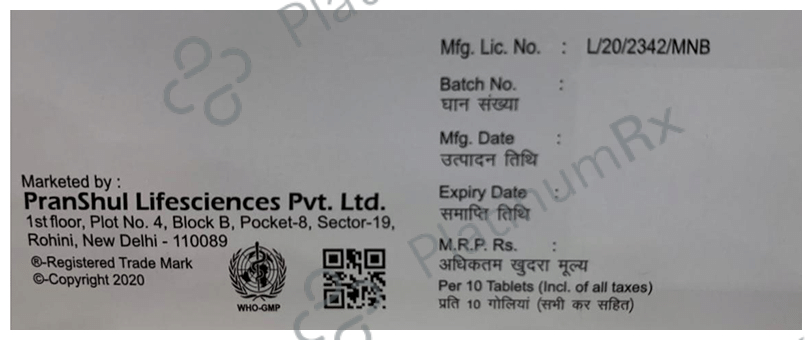 Mfg. Lic. No. : L/20/2342/MNB
Batch No. :
घान संख्या
Mfg. Date :
उत्पादन तिथि
Expiry Date :
समाप्ति तिथि
M.R.P. Rs. :
अधिकतम खुदरा मूल्य
Per 10 Tablets (Incl. of all taxes)
प्रति 10 गोलियां (सभी कर सहित)
Marketed by :
PranShul Lifesciences Pvt. Ltd.
1st floor, Plot No. 4, Block B, Pocket-8, Sector-19,
Rohini, New Delhi - 110089
®-Registered Trade Mark
©-Copyright 2020
WHO-GMP
PlatinumRx